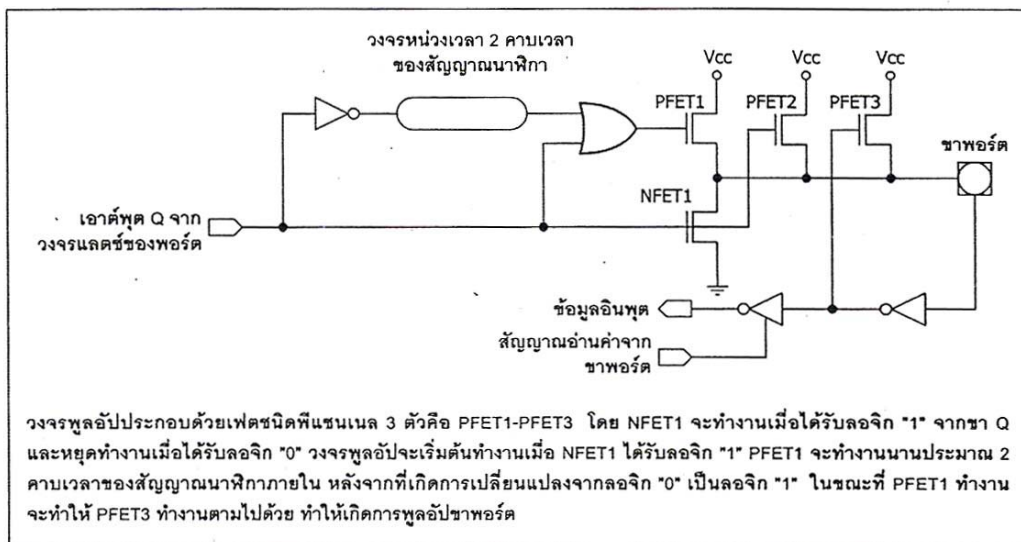 วงจรหน่วงเวลา 2 คาบเวลา
ของสัญญาณนาฬิกา
Vcc
Vcc
Vcc
PFET1
PFET2
PFET3
ขาพอร์ต
NFET1
เอาต์พุต Q จาก
วงจรแลตช์ของพอร์ต
ข้อมูลอินพุต
สัญญาณอ่านค่าจาก
ขาพอร์ต
วงจรพูลอัปประกอบด้วยเฟตชนิดพีแชนเนล 3 ตัวคือ PFET1-PFET3 โดย NFET1 จะทำงานเมื่อได้รับลอจิก "1" จากขา Q
และหยุดทำงานเมื่อได้รับลอจิก "0" วงจรพูลอัปจะเริ่มต้นทำงานเมื่อ NFET1 ได้รับลอจิก "1" PFET1 จะทำงานนานประมาณ 2
คาบเวลาของสัญญาณนาฬิกาภายใน หลังจากที่เกิดการเปลี่ยนแปลงจากลอจิก "0" เป็นลอจิก "1" ในขณะที่ PFET1 ทำงาน
จะทำให้ PFET3 ทำงานตามไปด้วย ทำให้เกิดการพูลอัปขาพอร์ต